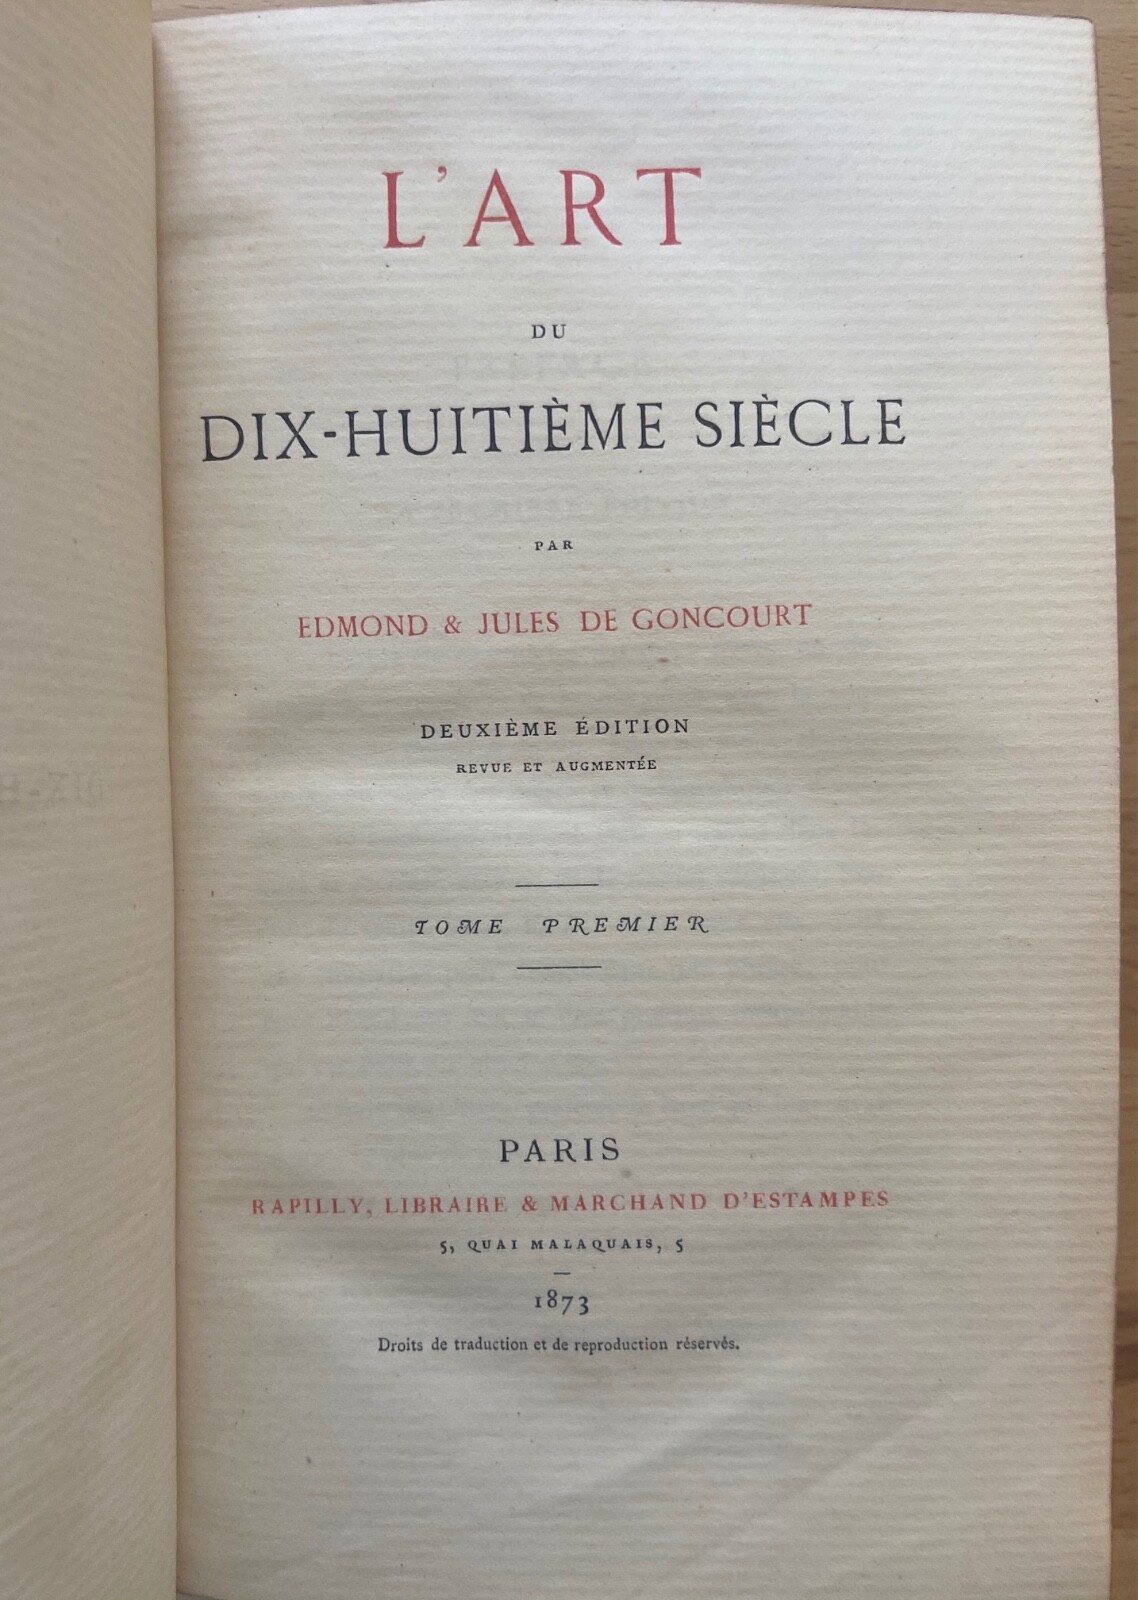 L'ART
DU
DIX-HUITIÈME SIÈCLE
PAR
EDMOND & JULES DE GONCOURT
DEUXIÈME ÉDITION
REVUE ET AUGMENTÉE
TOME PREMIER
PARIS
RAPILLY, LIBRAIRE & MARCHAND D'ESTAMPES
5, QUAI MALAQUAIS, 5
1873
Droits de traduction et de reproduction réservés.